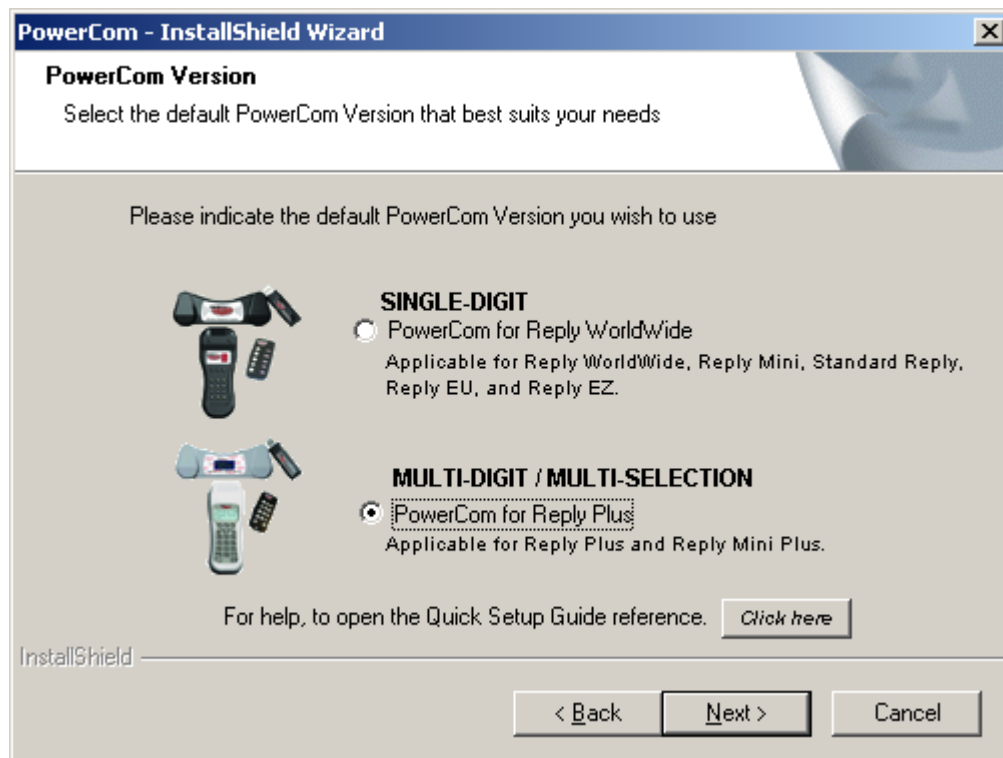 PowerCom - InstallShield Wizard
PowerCom Version
Select the default PowerCom Version that best suits your needs
Please indicate the default PowerCom Version you wish to use
SINGLE-DIGIT
PowerCom for Reply WorldWide
Applicable for Reply WorldWide, Reply Mini, Standard Reply,
Reply EU, and Reply EZ.
MULTI-DIGIT / MULTI-SELECTION
PowerCom for Reply Plus
Applicable for Reply Plus and Reply Mini Plus.
For help, to open the Quick Setup Guide reference. Click here
InstallShield
< Back Next > Cancel